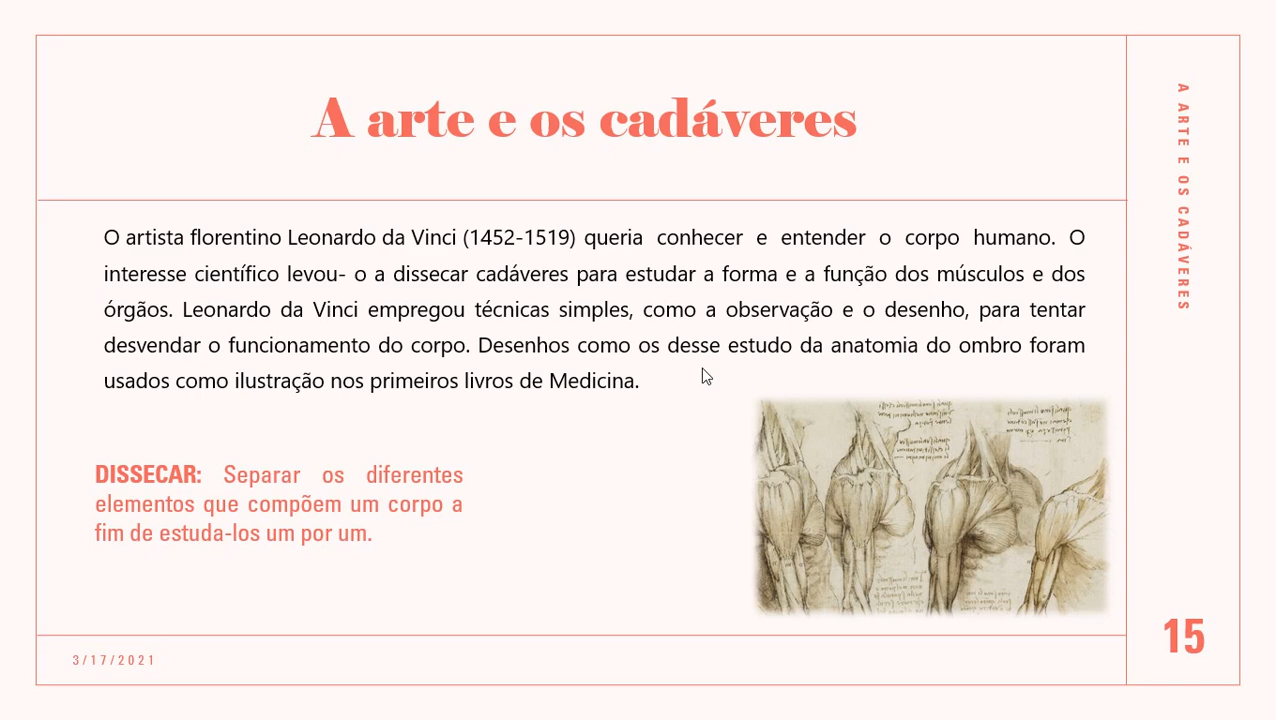 A arte e os cadáveres
O artista florentino Leonardo da Vinci (1452-1519) queria conhecer e entender o corpo humano. O
interesse científico levou- o a dissecar cadáveres para estudar a forma e a função dos músculos e dos
órgãos. Leonardo da Vinci empregou técnicas simples, como a observação e o desenho, para tentar
desvendar o funcionamento do corpo. Desenhos como os desse estudo da anatomia do ombro foram
usados como ilustração nos primeiros livros de Medicina.
DISSECAR: Separar os diferentes
elementos que compõem um corpo a
fim de estuda-los um por um.
3/17/2021
A ARTE E OS CADÁVERES
15